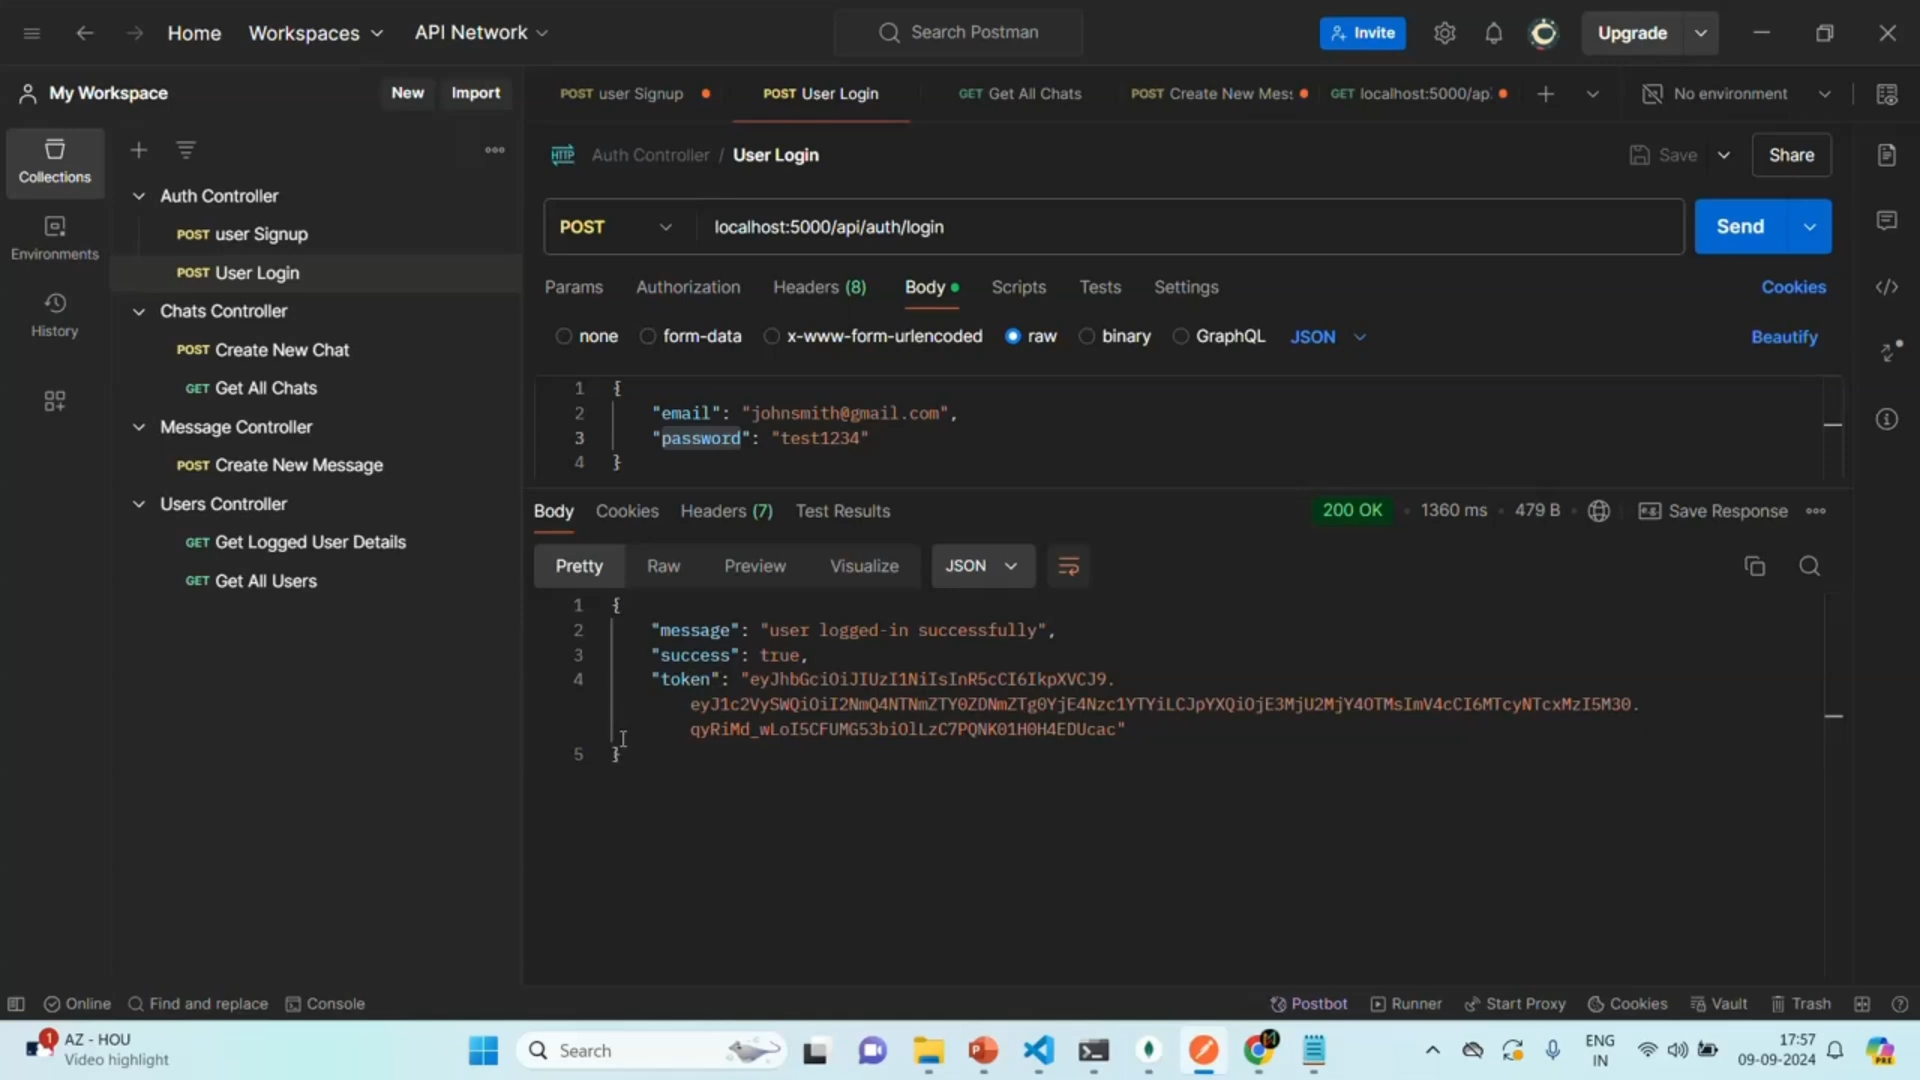 Home
Workspaces
API Network
Search Postman
Invite
Upgrade
My Workspace
New
Import
POST user Signup
POST User Login
GET Get All Chats
POST Create New Mes:
GET localhost:5000/ap
No environment
Collections
Environments
History
Auth Controller
POST user Signup
POST User Login
Chats Controller
POST Create New Chat
GET Get All Chats
Message Controller
POST Create New Message
Users Controller
GET Get Logged User Details
GET Get All Users
HTTP Auth Controller / User Login
Save
Share
POST localhost:5000/api/auth/login
Send
Params Authorization Headers (8) Body Scripts Tests Settings
Cookies
none form-data x-www-form-urlencoded raw binary GraphQL JSON
Beautify
1 {
2 "email": "johnsmith@gmail.com",
3 "password": "test1234"
4 }
Body Cookies Headers (7) Test Results
200 OK • 1360 ms • 479 B
e.g. Save Response
Pretty Raw Preview Visualize JSON
1 {
2 "message": "user logged-in successfully",
3 "success": true,
4 "token": "eyJhbGciOiJIUzI1NiIsInR5cCI6IkpXVCJ9.
eyJ1c2VySWQiOiI2NmQ4NTNmZTY0ZDNmZTg0YjE4Nzc1YTYiLCJpYXQiOjE3MjU2MjY4OTMsImV4cCI6MTcyNTcxMzI5M30.
qyRiMd_wLoI5CFUMG53biOlLzC7PQNK01H0H4EDUcac"
5 }
Online
Find and replace
Console
Postbot
Runner
Start Proxy
Cookies
Vault
Trash
1
AZ - HOU
Video highlight
Search
ENG
IN
17:57
09-09-2024
PRE